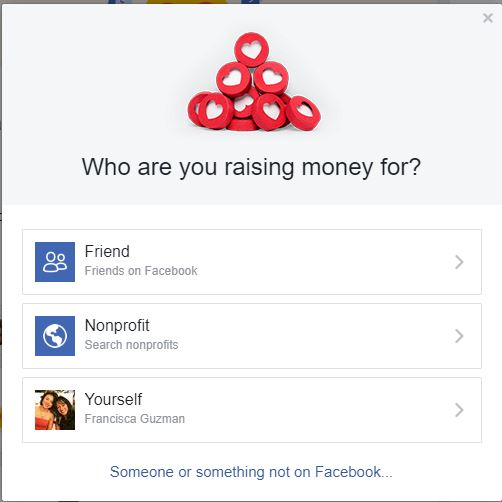 Who are you raising money for?
Friend
Friends on Facebook
Nonprofit
Search nonprofits
Yourself
Francisca Guzman
Someone or something not on Facebook...